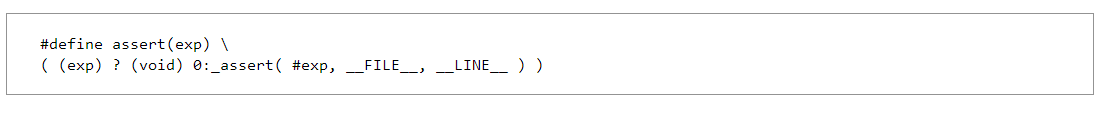 #define assert(exp) \
( (exp) ? (void) 0:_assert( #exp, __FILE__, __LINE__ ) )